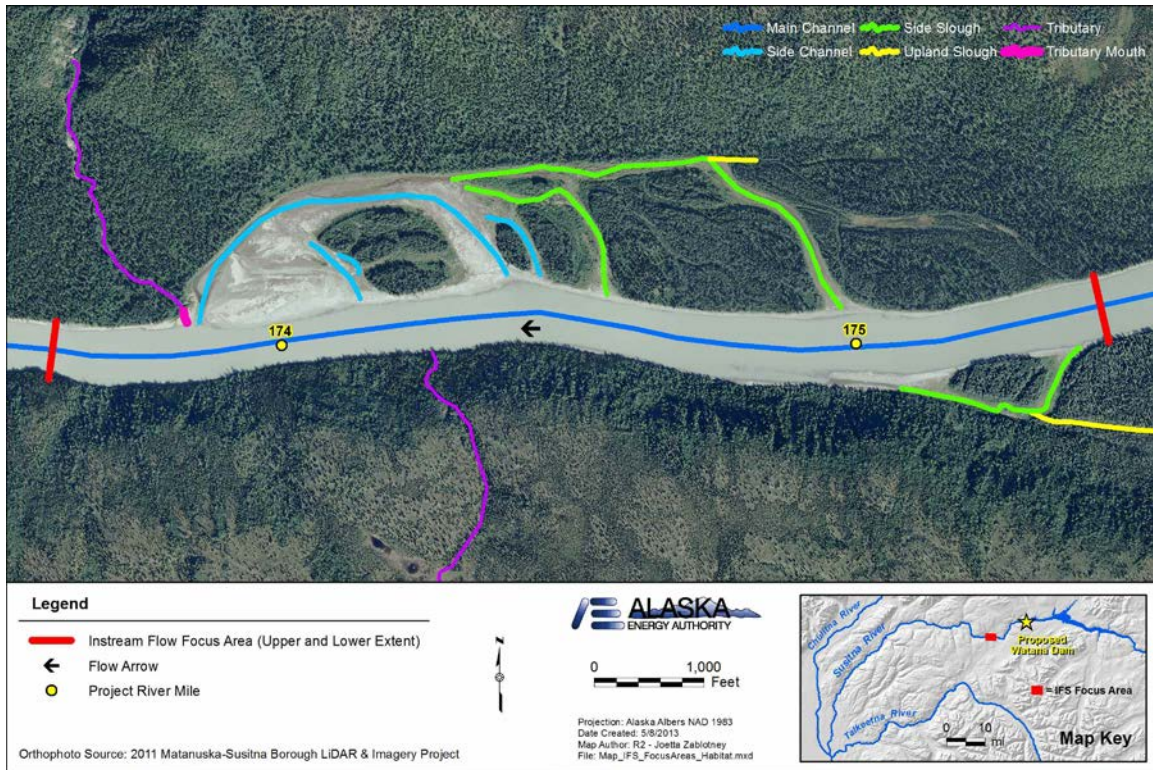 Main Channel
Side Slough
Tributary
Side Channel
Upland Slough
Tributary Mouth
174
175
Legend
Instream Flow Focus Area (Upper and Lower Extent)
Flow Arrow
Project River Mile
Orthophoto Source: 2011 Matanuska-Susitna Borough LiDAR & Imagery Project
N
ALASKA
ENERGY AUTHORITY
0 1,000
Feet
Projection: Alaska Albers NAD 1983
Date Created: 5/8/2013
Map Author: R2 - Joetta Zablotney
File: Map_IFS_FocusAreas_Habitat.mxd
Chulitna River
Susitna River
Talkeetna River
Proposed
Watana Dam
= IFS Focus Area
0 10
mi
Map Key